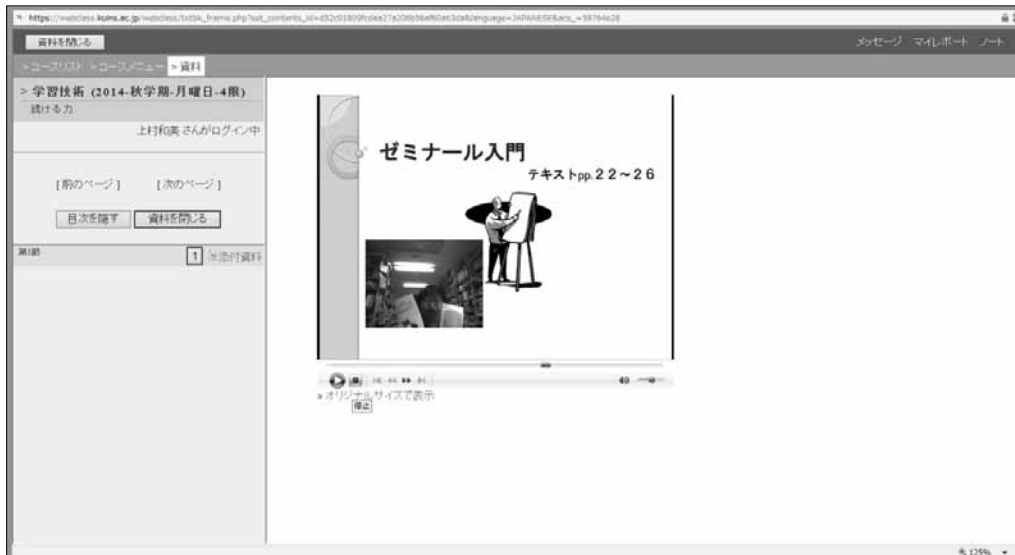 資料を閉じる
メッセージ マイレポート ノート
»コースリスト »コースメニュー »資料
> 学習技術 (2014-秋学期-月曜日-4限)
続ける力
上村和美 さんがログイン中
[前のページ] [次のページ]
目次を隠す 資料を閉じる
第1節
1 ※添付資料
ゼミナール入門
テキストpp.22～26
» オリジナルサイズで表示
停止
125%